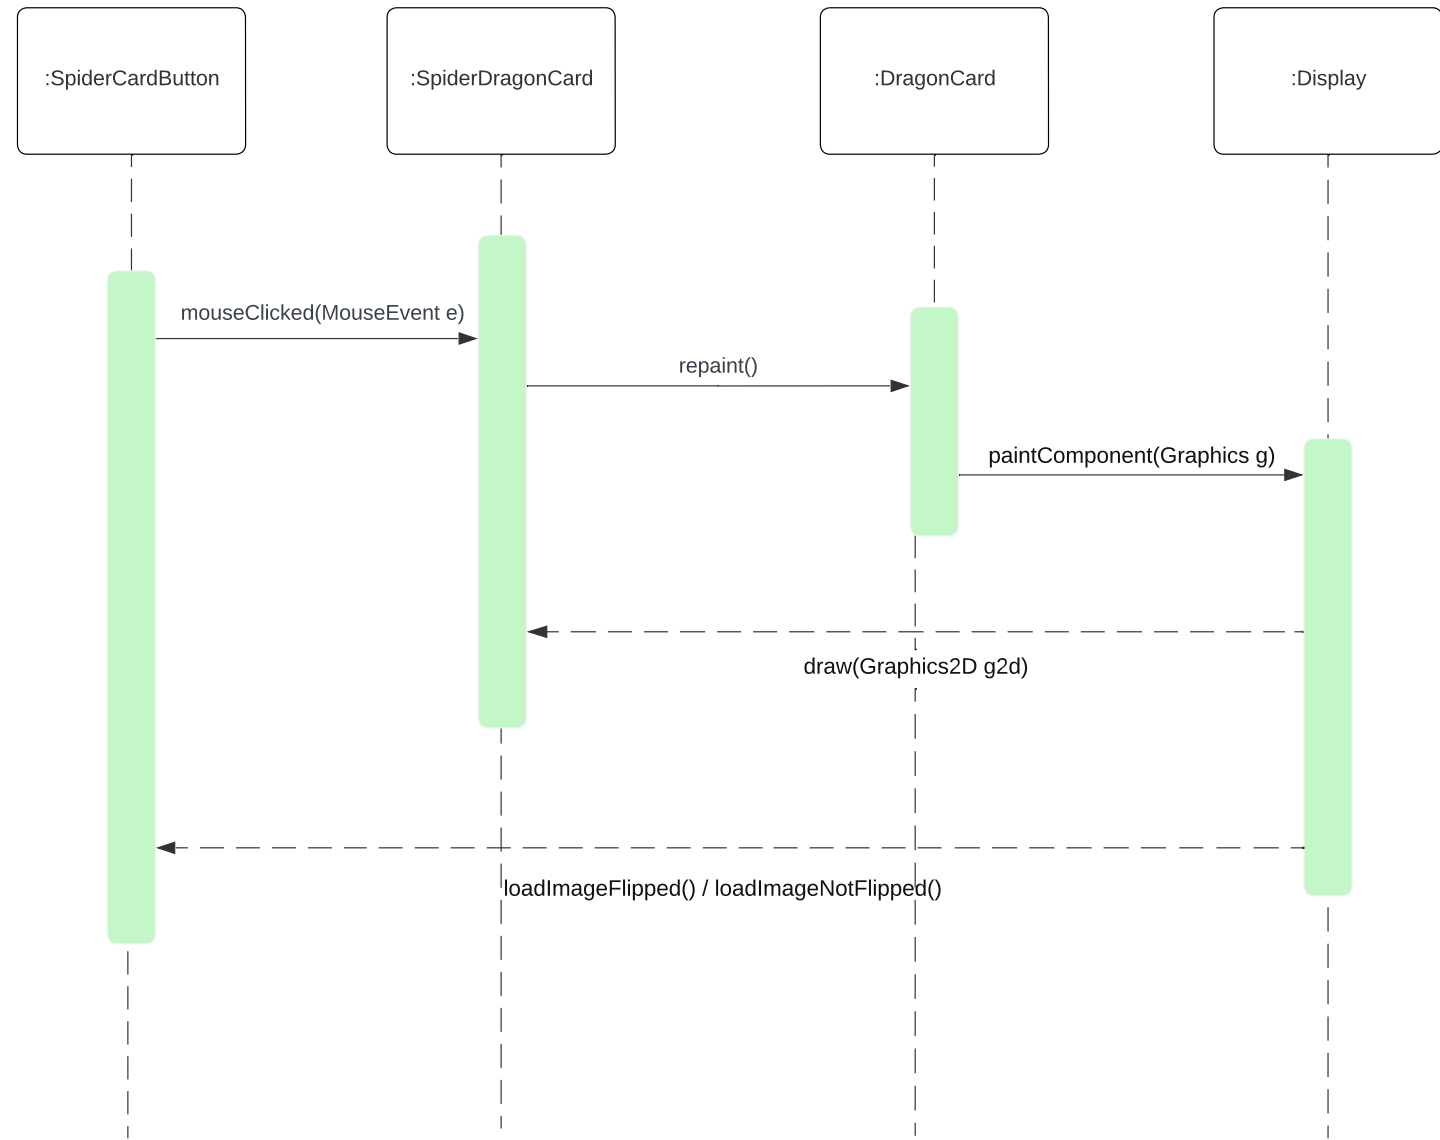 :SpiderCardButton
:SpiderDragonCard
:DragonCard
:Display
mouseClicked(MouseEvent e)
repaint()
paintComponent(Graphics g)
draw(Graphics2D g2d)
loadImageFlipped() / loadImageNotFlipped()